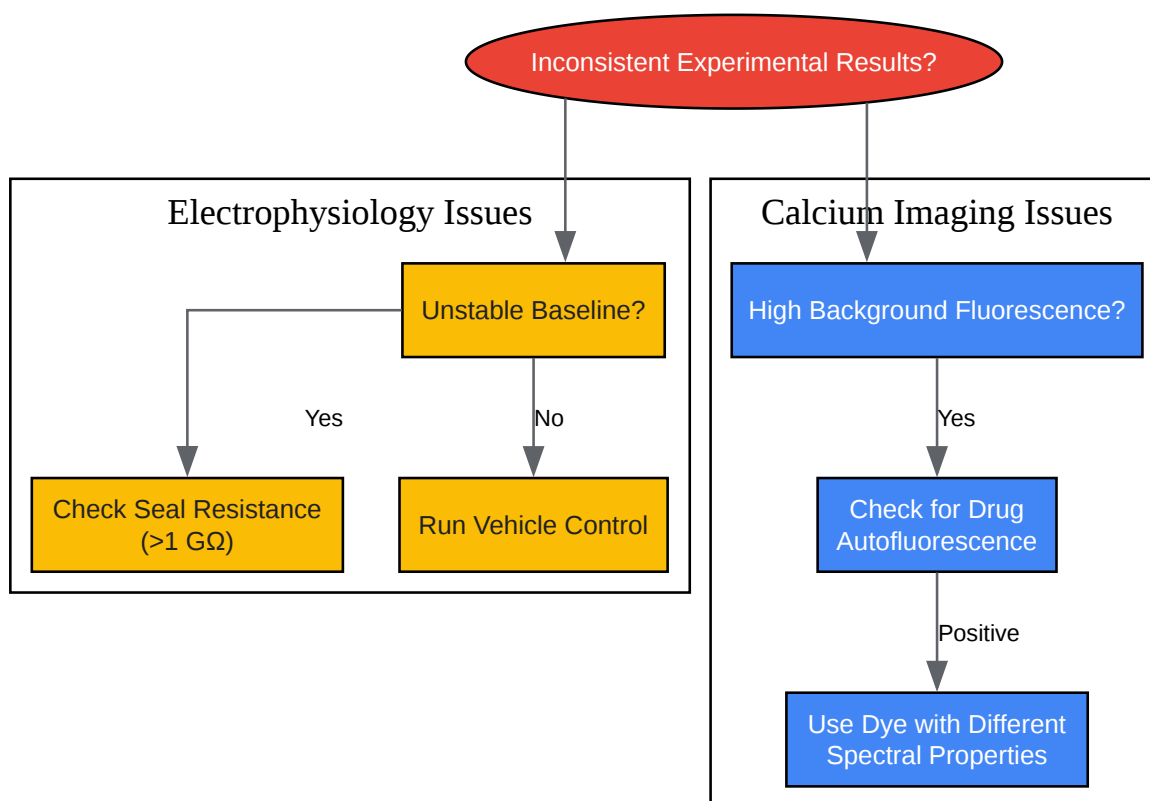 Inconsistent Experimental Results?
Electrophysiology Issues
Calcium Imaging Issues
Unstable Baseline?
High Background Fluorescence?
Yes
No
Yes
Check Seal Resistance
(>1 GΩ)
Run Vehicle Control
Check for Drug
Autofluorescence
Positive
Use Dye with Different
Spectral Properties